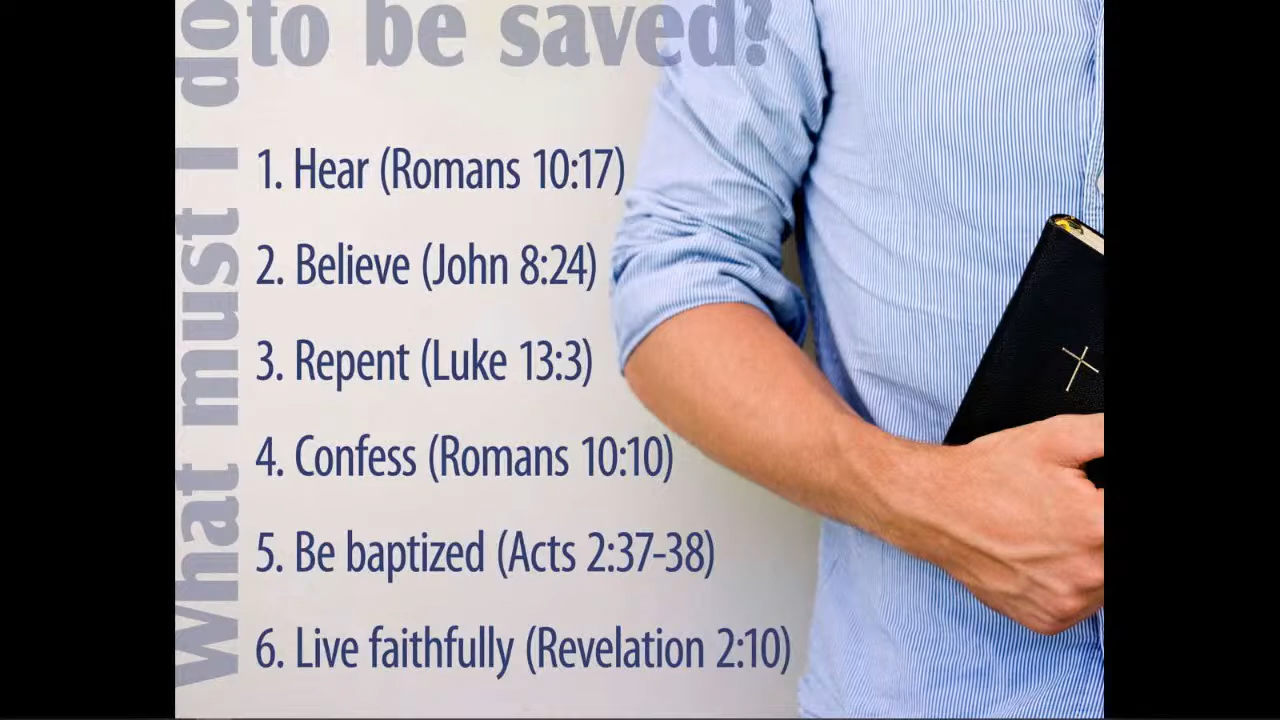 What must I do
to be saved?
1. Hear (Romans 10:17)
2. Believe (John 8:24)
3. Repent (Luke 13:3)
4. Confess (Romans 10:10)
5. Be baptized (Acts 2:37-38)
6. Live faithfully (Revelation 2:10)